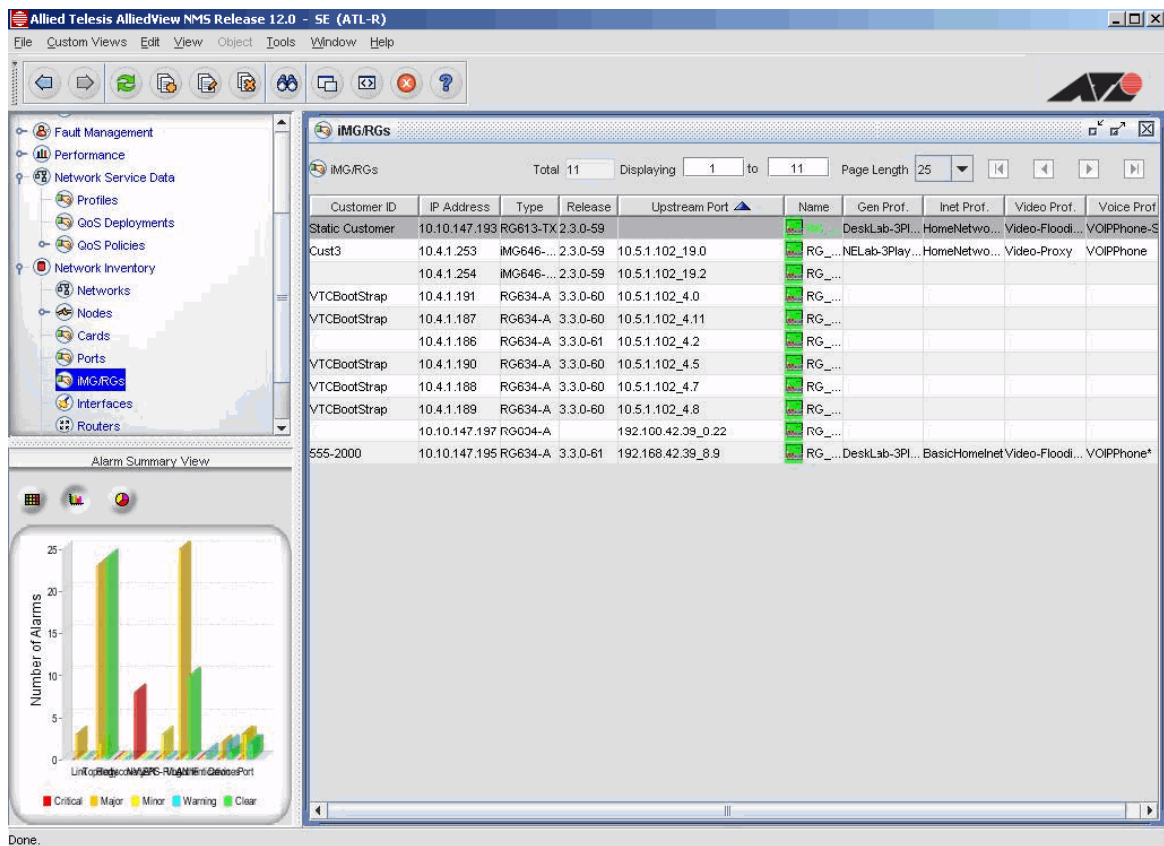 Allied Telesis AlliedView NMS Release 12.0 - SE (ATL-R)
File Custom Views Edit View Object Tools Window Help
Fault Management
Performance
Network Service Data
Profiles
QoS Deployments
QoS Policies
Network Inventory
Networks
Nodes
Cards
Ports
iMG/RGs
Interfaces
Routers
Alarm Summary View
Number of Alarms
25
20
15
10
5
0
Port
Critical Major Minor Warning Clear
iMG/RGs
iMG/RGs Total 11 Displaying 1 to 11 Page Length 25
Customer ID IP Address Type Release Upstream Port Name Gen Prof. Inet Prof. Video Prof. Voice Prof
Static Customer 10.10.147.193 RG613-TX 2.3.0-59 DeskLab-3Pl... HomeNetwo... Video-Floodi... VOIPPhone-S
Cust3 10.4.1.253 iMG646-... 2.3.0-59 10.5.1.102_19.0 RG_... NELab-3Play... HomeNetwo... Video-Proxy VOIPPhone
10.4.1.254 iMG646-... 2.3.0-59 10.5.1.102_19.2 RG_...
VTCBootStrap 10.4.1.191 RG634-A 3.3.0-60 10.5.1.102_4.0 RG_...
VTCBootStrap 10.4.1.187 RG634-A 3.3.0-60 10.5.1.102_4.11 RG_...
10.4.1.186 RG634-A 3.3.0-61 10.5.1.102_4.2 RG_...
VTCBootStrap 10.4.1.190 RG634-A 3.3.0-60 10.5.1.102_4.5 RG_...
VTCBootStrap 10.4.1.188 RG634-A 3.3.0-60 10.5.1.102_4.7 RG_...
VTCBootStrap 10.4.1.189 RG634-A 3.3.0-60 10.5.1.102_4.8 RG_...
10.10.147.197 RG634-A 192.168.42.39_0.22 RG_...
555-2000 10.10.147.195 RG634-A 3.3.0-61 192.168.42.39_8.9 RG_... DeskLab-3Pl... BasicHomeInet Video-Floodi... VOIPPhone*
Done.